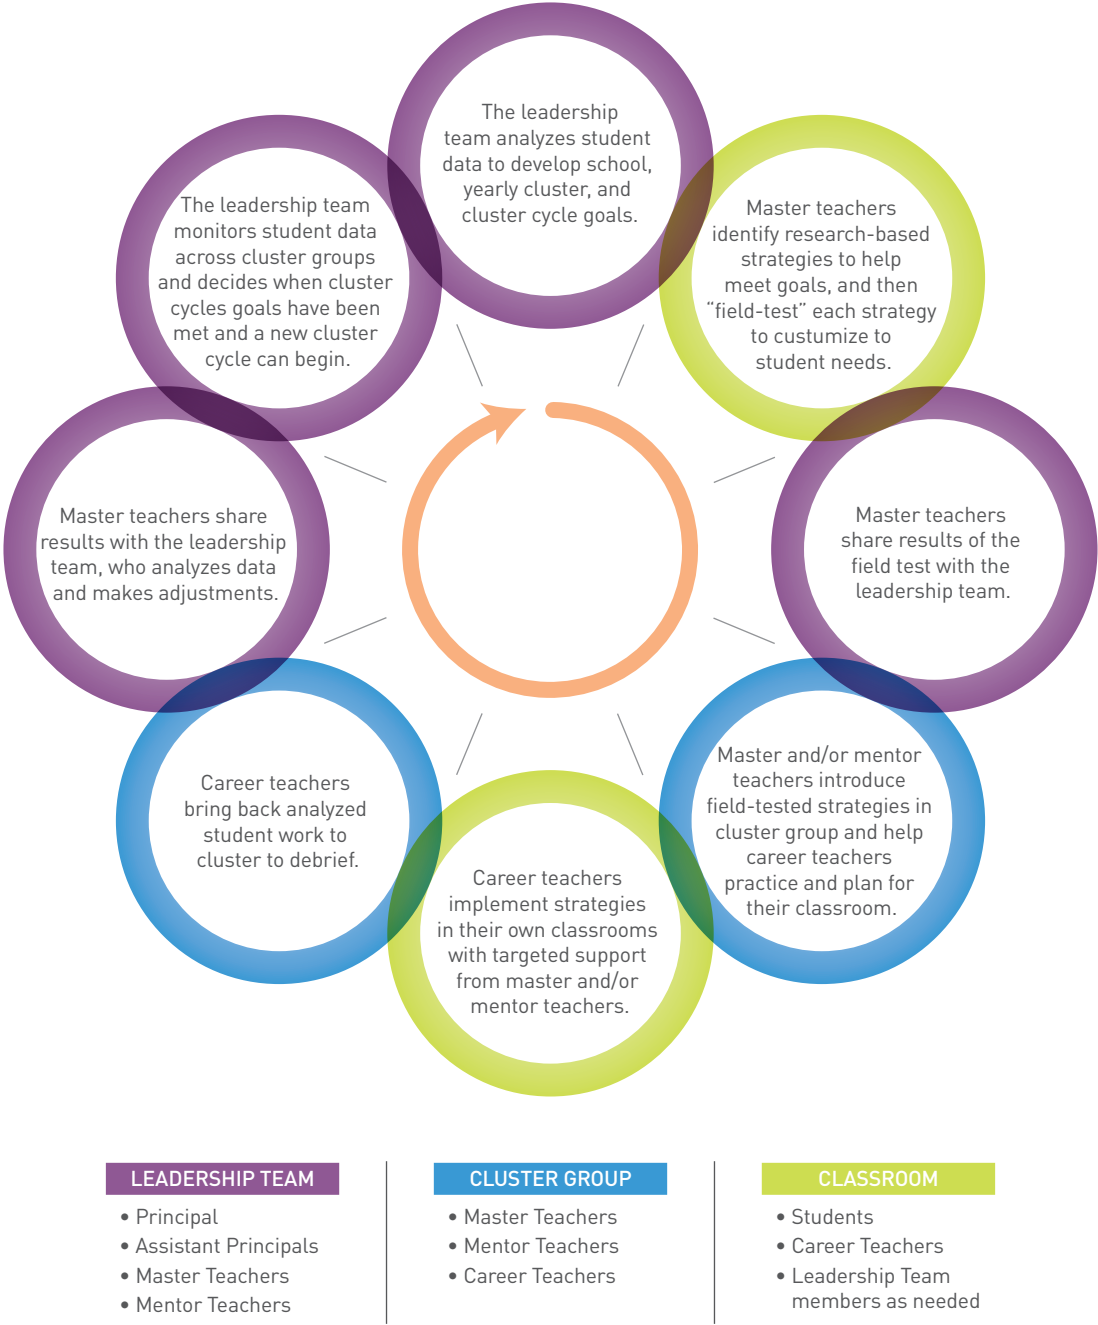 The leadership
team analyzes student
data to develop school,
yearly cluster, and
cluster cycle goals.
Master teachers
identify research-based
strategies to help
meet goals, and then
“field-test” each strategy
to custumize to
student needs.
Master teachers
share results of the
field test with the
leadership team.
Master and/or mentor
teachers introduce
field-tested strategies in
cluster group and help
career teachers
practice and plan for
their classroom.
Career teachers
implement strategies
in their own classrooms
with targeted support
from master and/or
mentor teachers.
Career teachers
bring back analyzed
student work to
cluster to debrief.
Master teachers share
results with the leadership
team, who analyzes data
and makes adjustments.
The leadership team
monitors student data
across cluster groups
and decides when cluster
cycles goals have been
met and a new cluster
cycle can begin.
LEADERSHIP TEAM
• Principal
• Assistant Principals
• Master Teachers
• Mentor Teachers
CLUSTER GROUP
• Master Teachers
• Mentor Teachers
• Career Teachers
CLASSROOM
• Students
• Career Teachers
• Leadership Team
members as needed